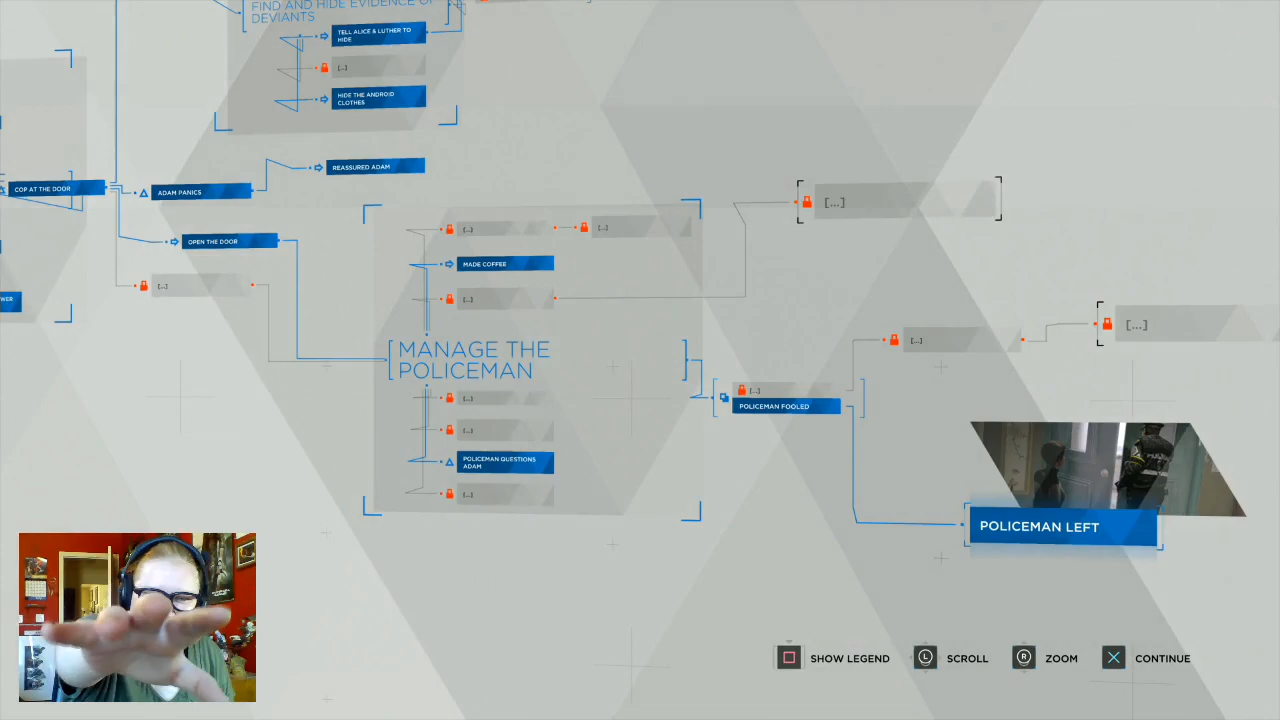 FIND AND HIDE EVIDENCE OF
DEVIANTS
TELL ALICE & LUTHER TO
HIDE
[...]
HIDE THE ANDROID
CLOTHES
COP AT THE DOOR
ADAM PANICS
REASSURED ADAM
OPEN THE DOOR
[...]
WER
[...]
[...]
MADE COFFEE
[...]
[...]
MANAGE THE
POLICEMAN
[...]
[...]
POLICEMAN QUESTIONS
ADAM
[...]
[...]
POLICEMAN FOOLED
[...]
[...]
POLICEMAN LEFT
SHOW LEGEND
L
SCROLL
R
ZOOM
CONTINUE